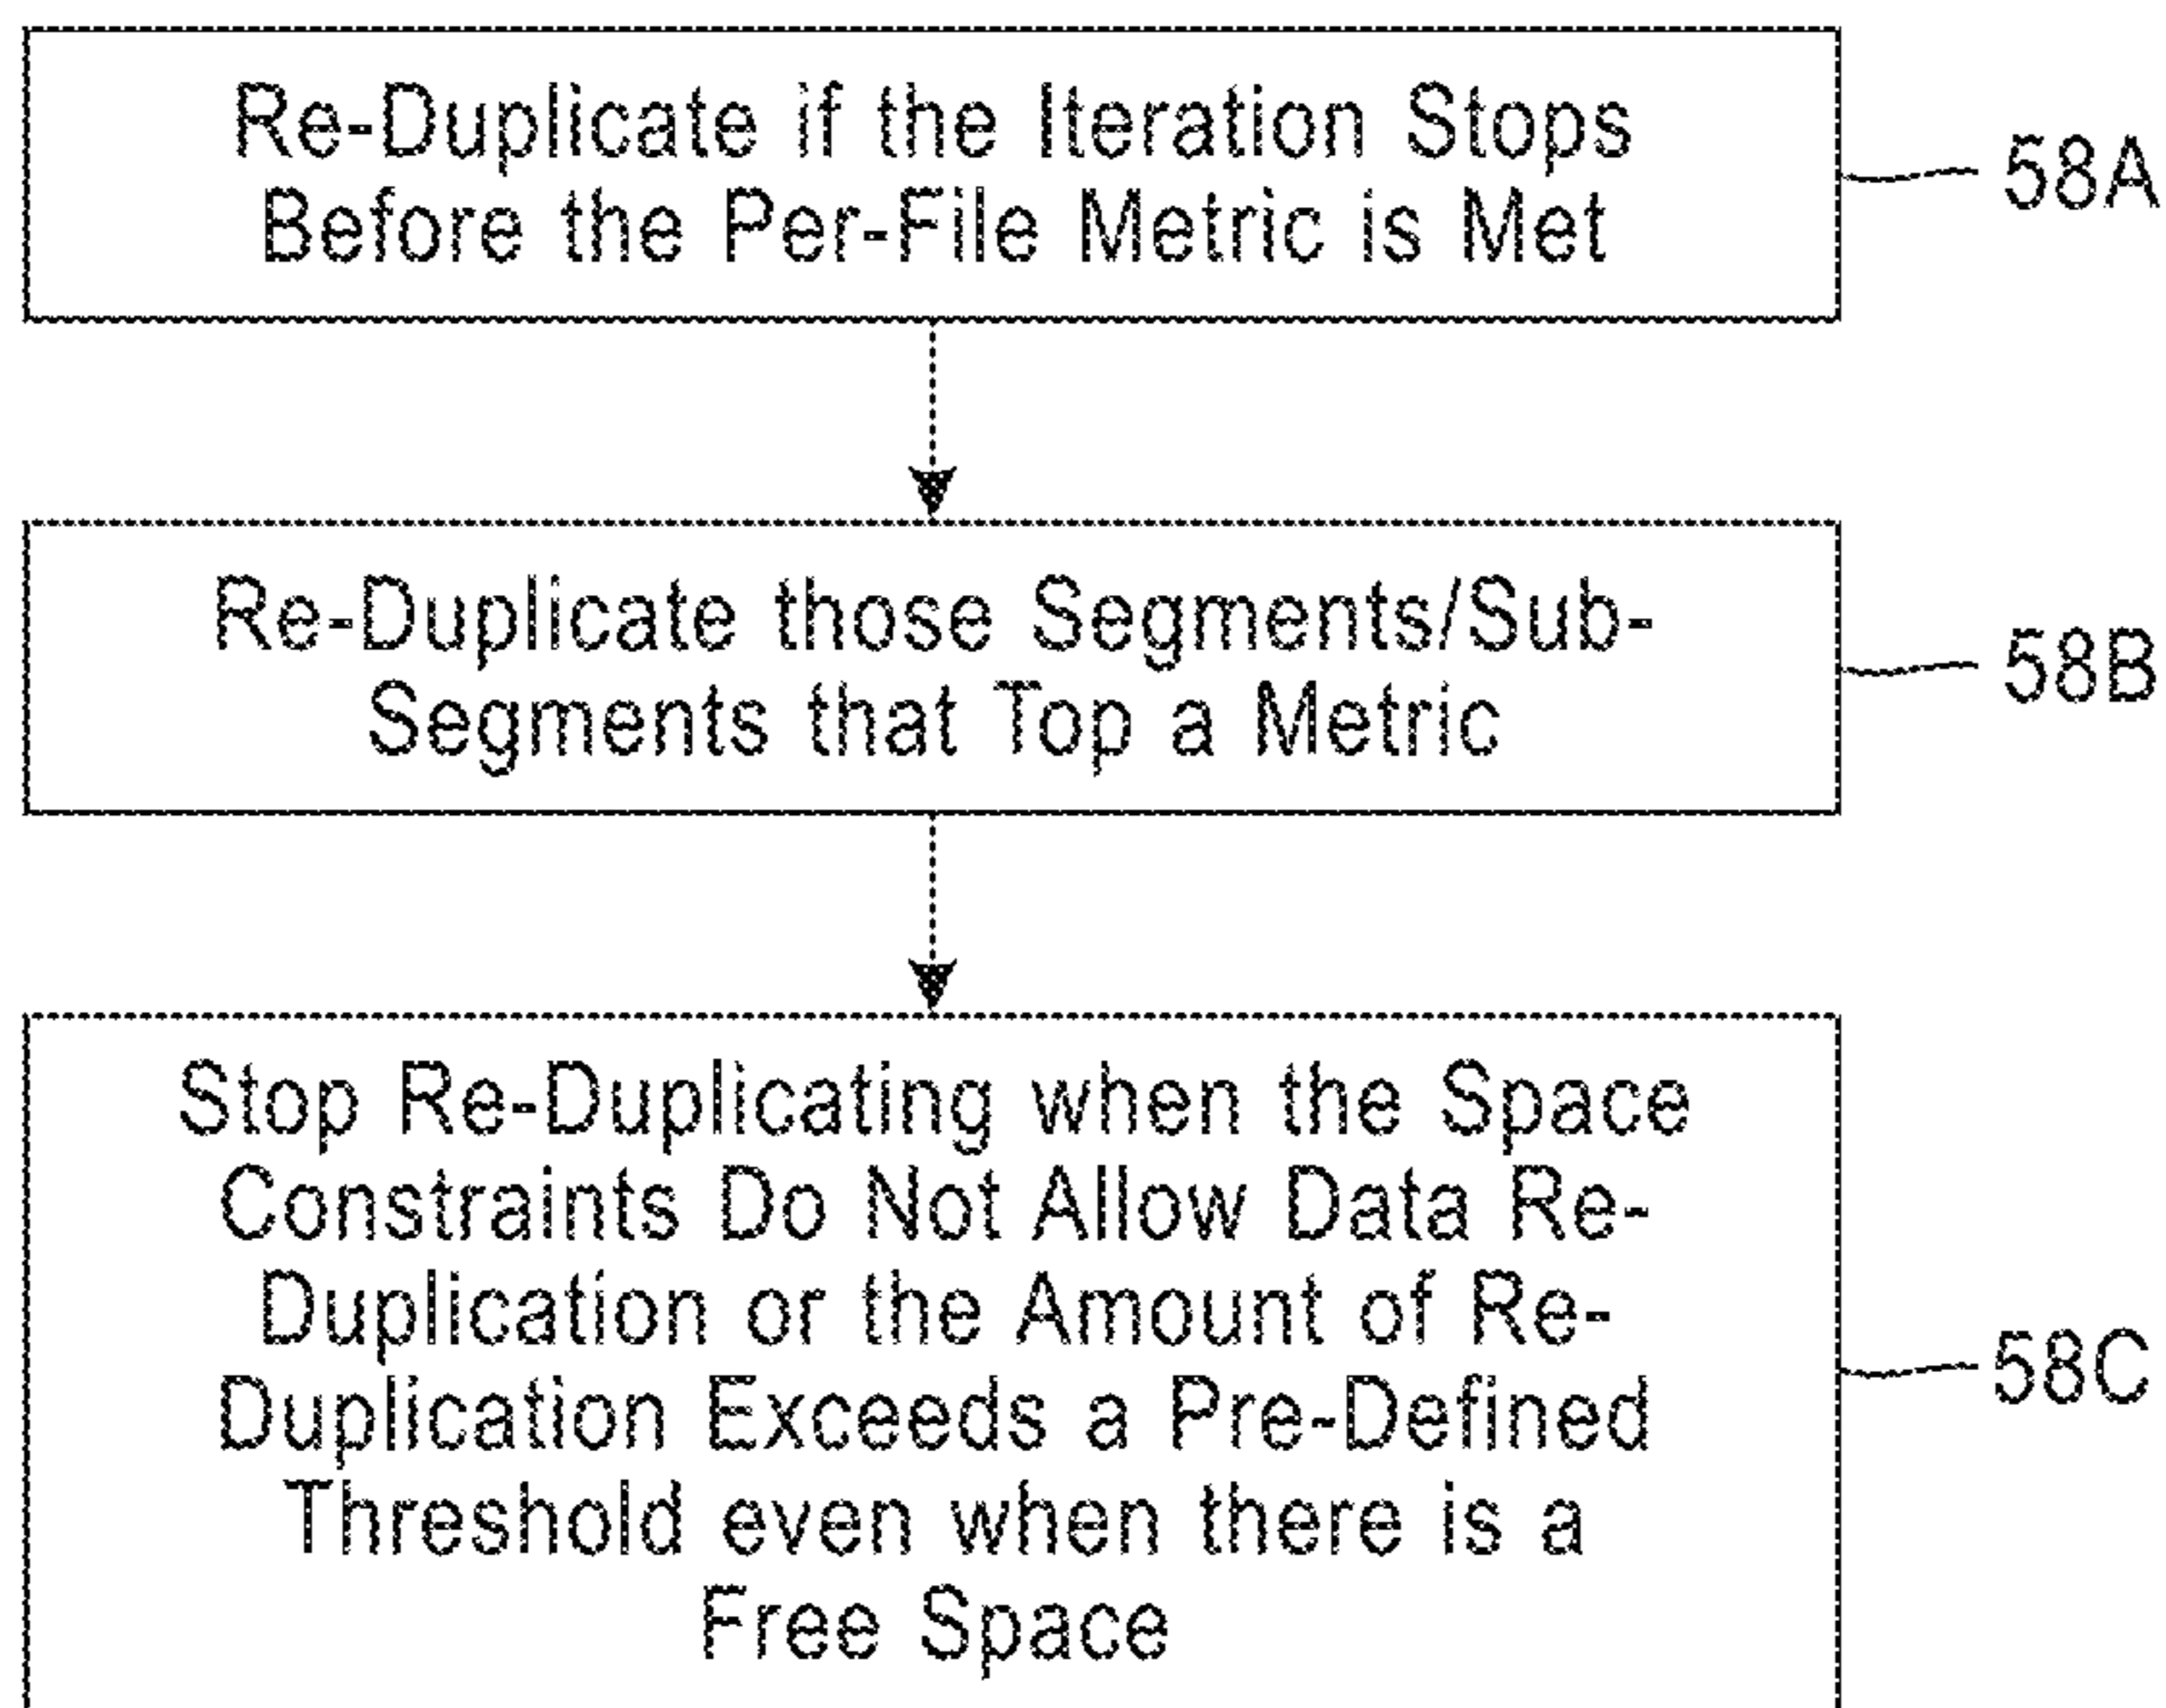 Re-Duplicate if the Iteration Stops
Before the Per-File Metric is Met
58A
Re-Duplicate those Segments/Sub-
Segments that Top a Metric
58B
Stop Re-Duplicating when the Space
Constraints Do Not Allow Data Re-
Duplication or the Amount of Re-
Duplication Exceeds a Pre-Defined
Threshold even when there is a
Free Space
58C